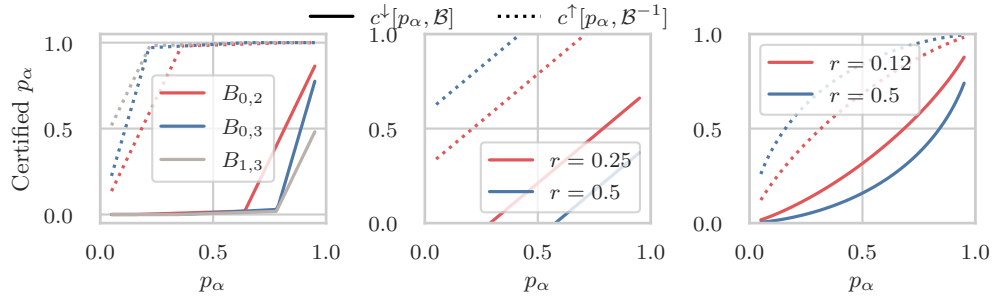 c↓[pα, B] c↑[pα, B−1]
Certified pα
1.0
0.5
0.0
B0,2
B0,3
B1,3
0.0 0.5 1.0
pα
1.0
0.5
0
r = 0.25
r = 0.5
0.0 0.5 1.0
pα
1.0
0.5
0
r = 0.12
r = 0.5
0.0 0.5 1.0
pα